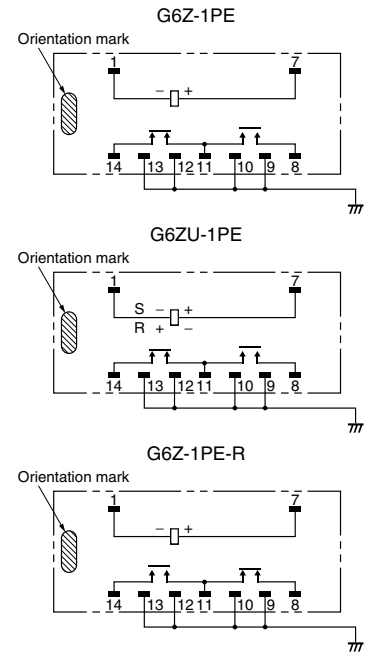 G6Z-1PE
Orientation mark
1 7
− +
14 13 12 11 10 9 8
G6ZU-1PE
Orientation mark
1 7
S − +
R + −
14 13 12 11 10 9 8
G6Z-1PE-R
Orientation mark
1 7
− +
14 13 12 11 10 9 8